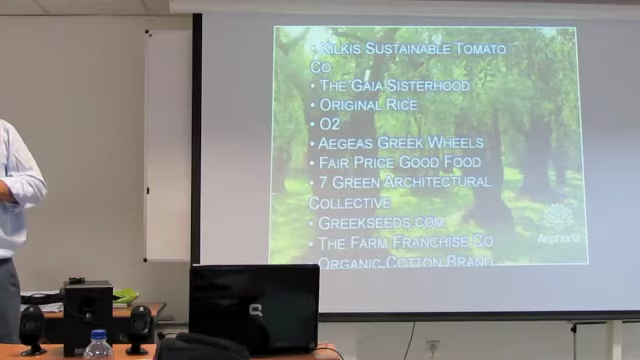 • Kilkis Sustainable Tomato
Co
• The Gaia Sisterhood
• Original Rice
• O2
• Aegeas Greek Wheels
• Fair Price Good Food
• 7 Green Architectural
Collective
• Greekseeds.com
• The Farm Franchise Co
• Organic Cotton Brand
Aephoria